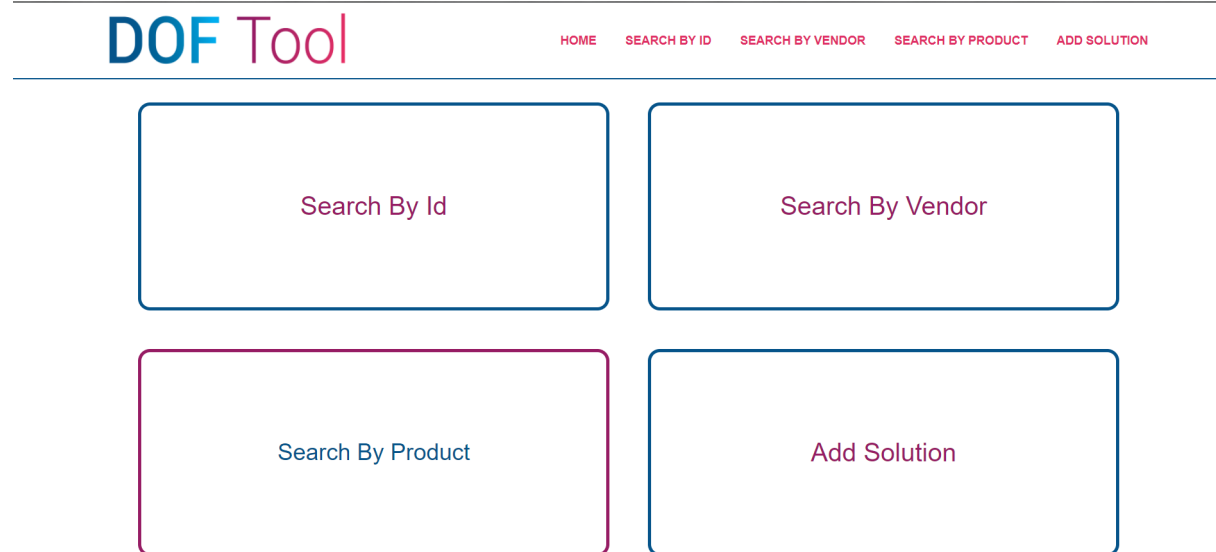 DOF Tool
HOME SEARCH BY ID SEARCH BY VENDOR SEARCH BY PRODUCT ADD SOLUTION
Search By Id
Search By Vendor
Search By Product
Add Solution